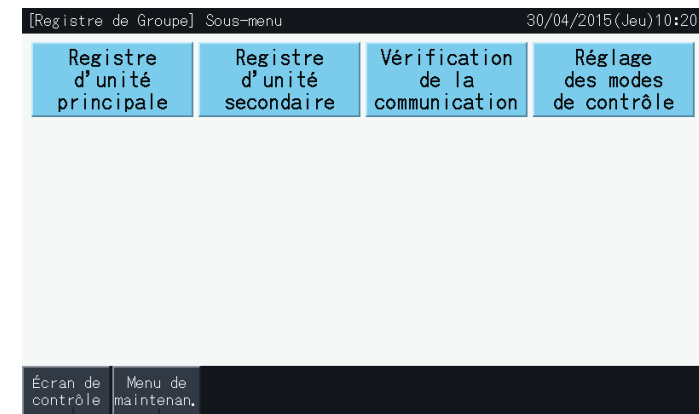 [Registre de Groupe] Sous-menu 30/04/2015(Jeu)10:20
Registre
d'unité
principale
Registre
d'unité
secondaire
Vérification
de la
communication
Réglage
des modes
de contrôle
Écran de
contrôle
Menu de
maintenan.